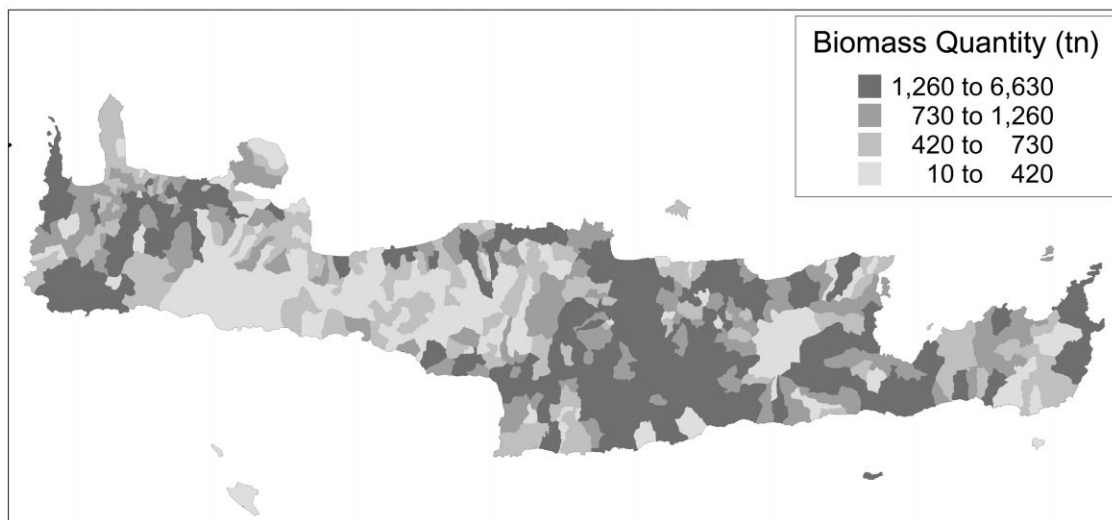 Biomass Quantity (tn)
1,260 to 6,630
730 to 1,260
420 to 730
10 to 420